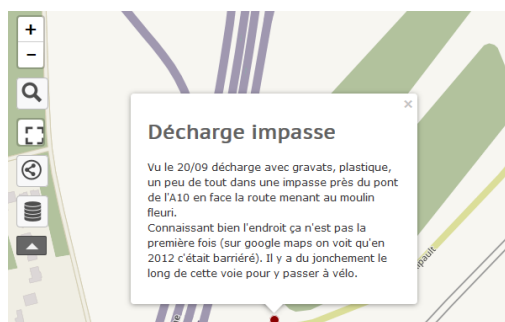 +
−
×
Décharge impasse
Vu le 20/09 décharge avec gravats, plastique,
un peu de tout dans une impasse près du pont
de l'A10 en face la route menant au moulin
fleuri.
Connaissant bien l'endroit ça n'est pas la
première fois (sur google maps on voit qu'en
2012 c'était barriéré). Il y a du jonchement le
long de cette voie pour y passer à vélo.